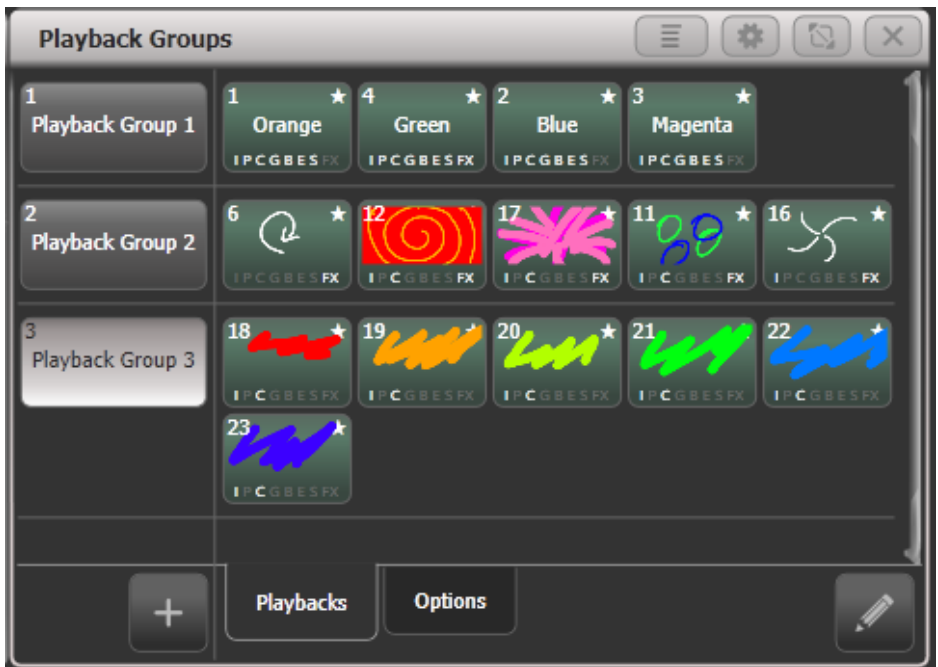 Playback Groups
1
Playback Group 1
1 Orange IPCGBESFX
4 Green IPCGBESFX
2 Blue IPCGBESFX
3 Magenta IPCGBESFX
2
Playback Group 2
6 IPCGBESFX
12 IPCGBESFX
17 IPCGBESFX
11 IPCGBESFX
16 IPCGBESFX
3
Playback Group 3
18 IPCGBESFX
19 IPCGBESFX
20 IPCGBESFX
21 IPCGBESFX
22 IPCGBESFX
23 IPCGBESFX
+
Playbacks
Options